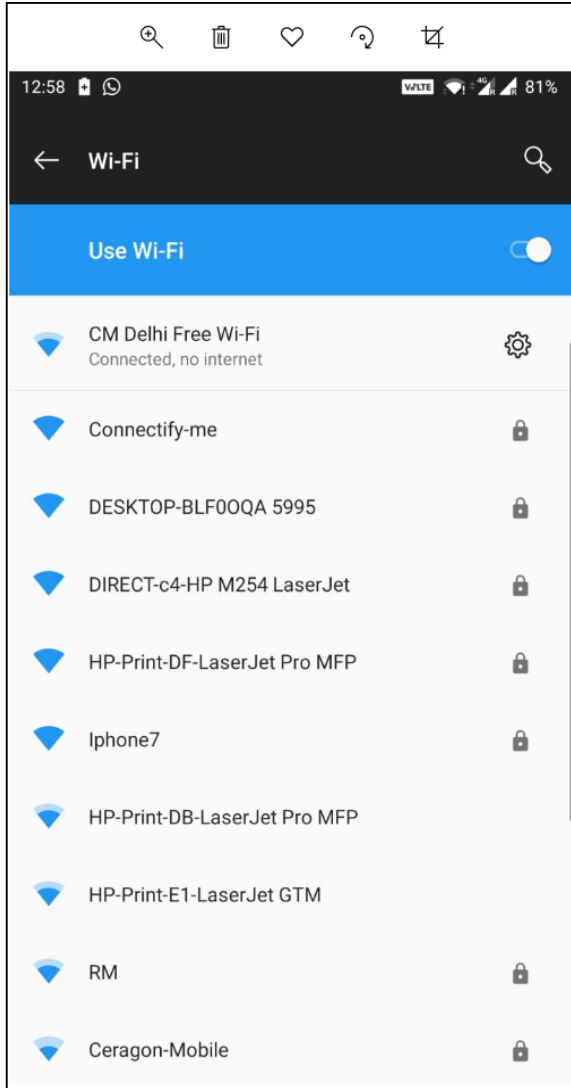 12:58 VoLTE 4G R R 81%
Wi-Fi
Use Wi-Fi
CM Delhi Free Wi-Fi
Connected, no internet
Connectify-me
DESKTOP-BLF0OQA 5995
DIRECT-c4-HP M254 LaserJet
HP-Print-DF-LaserJet Pro MFP
Iphone7
HP-Print-DB-LaserJet Pro MFP
HP-Print-E1-LaserJet GTM
RM
Ceragon-Mobile